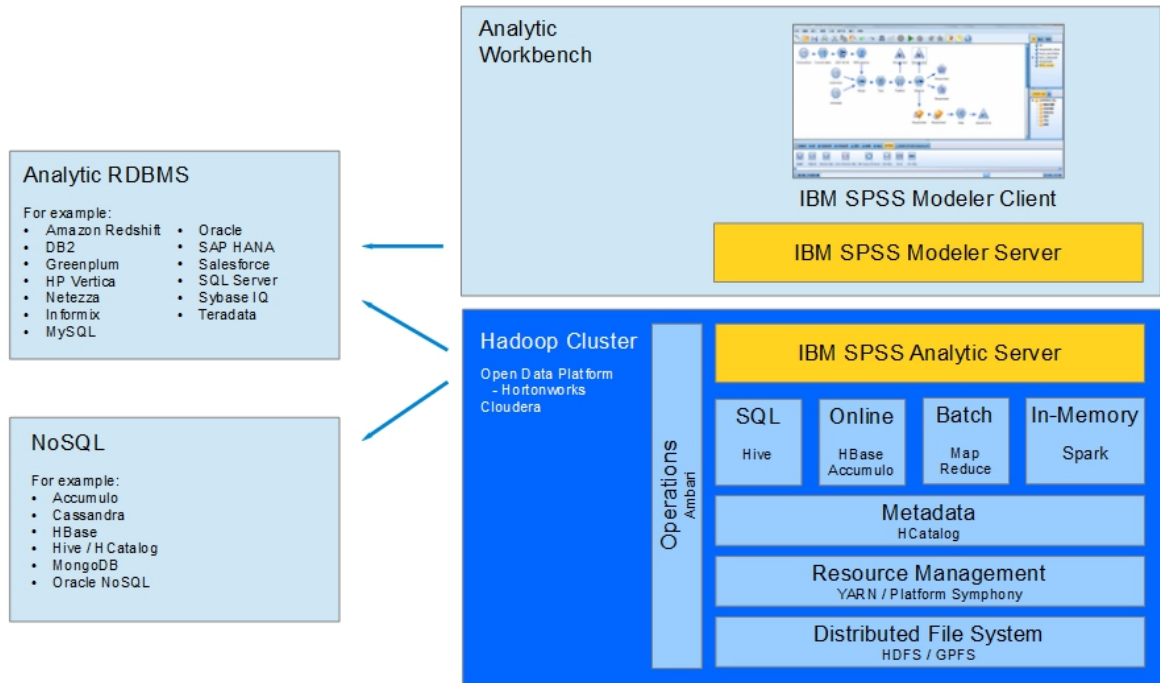 Analytic
Workbench
IBM SPSS Modeler Client
IBM SPSS Modeler Server
Analytic RDBMS
For example:
• Amazon Redshift
• DB2
• Greenplum
• HP Vertica
• Netezza
• Informix
• MySQL
• Oracle
• SAP HANA
• Salesforce
• SQL Server
• Sybase IQ
• Teradata
NoSQL
For example:
• Accumulo
• Cassandra
• HBase
• Hive / HCatalog
• MongoDB
• Oracle NoSQL
Hadoop Cluster
Open Data Platform
- Hortonworks
Cloudera
Operations
Ambari
IBM SPSS Analytic Server
SQL
Hive
Online
HBase
Accumulo
Batch
Map
Reduce
In-Memory
Spark
Metadata
HCatalog
Resource Management
YARN / Platform Symphony
Distributed File System
HDFS / GPFS